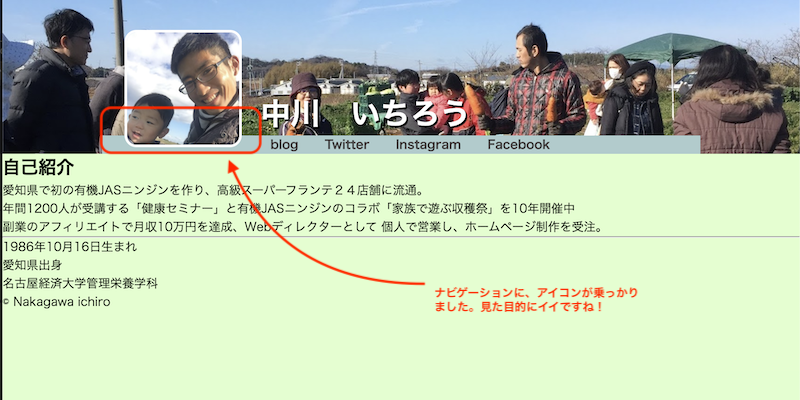 中川　いちろう
blog Twitter Instagram Facebook
自己紹介
愛知県で初の有機JASニンジンを作り、高級スーパーフランテ２４店舗に流通。
年間1200人が受講する「健康セミナー」と有機JASニンジンのコラボ「家族で遊ぶ収穫祭」を10年開催中
副業のアフィリエイトで月収10万円を達成、Webディレクターとして 個人で営業し、ホームページ制作を受注。
1986年10月16日生まれ
愛知県出身
名古屋経済大学管理栄養学科
© Nakagawa ichiro
ナビゲーションに、アイコンが乗っかり
ました。見た目的にイイですね！